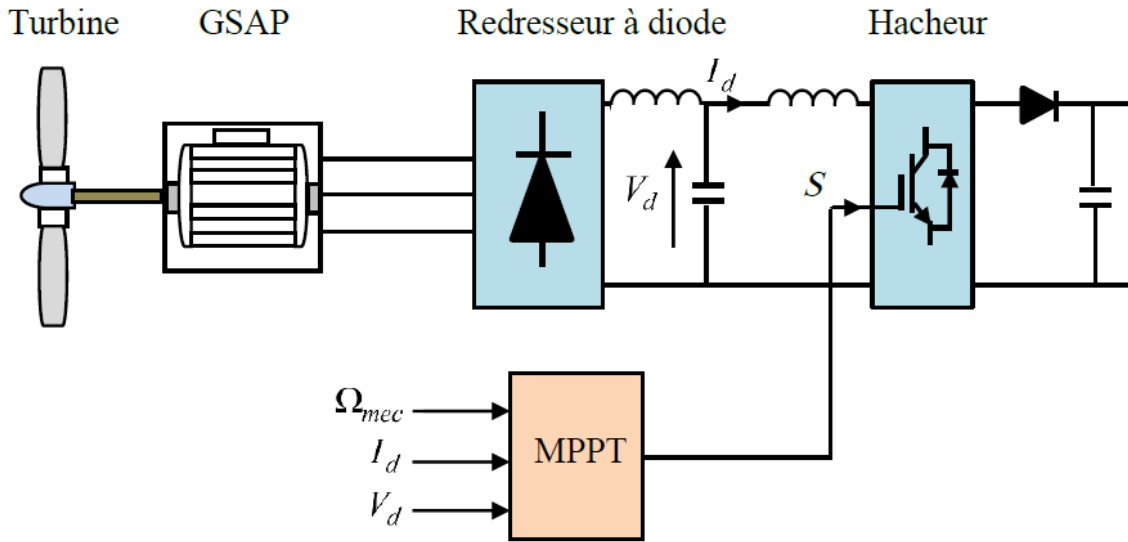 Turbine
GSAP
Redresseur à diode
Hacheur
I_d
V_d
S
Ω_mec
I_d
V_d
MPPT